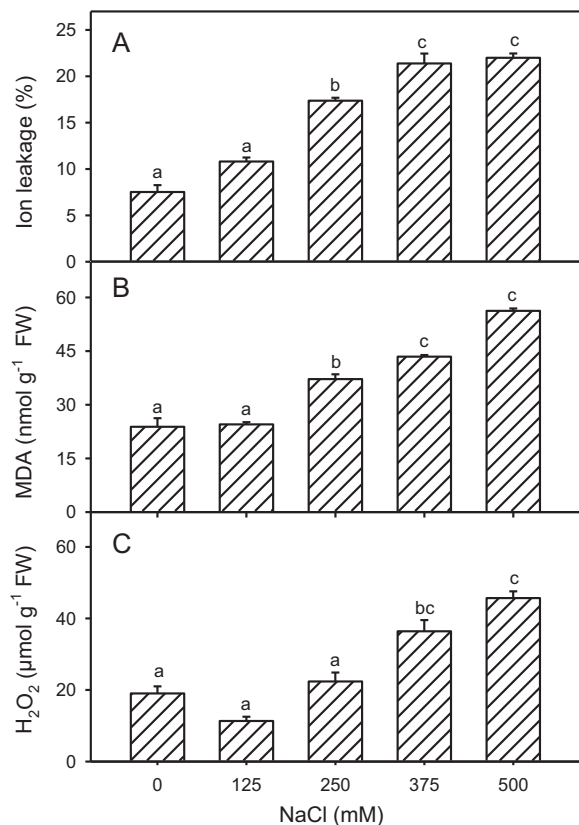 A
Ion leakage (%)
25
20
15
10
5
0
a
a
b
c
c
B
MDA (nmol g⁻¹ FW)
60
45
30
15
0
a
a
b
c
c
C
H₂O₂ (µmol g⁻¹ FW)
60
40
20
0
a
a
a
bc
c
0 125 250 375 500
NaCl (mM)